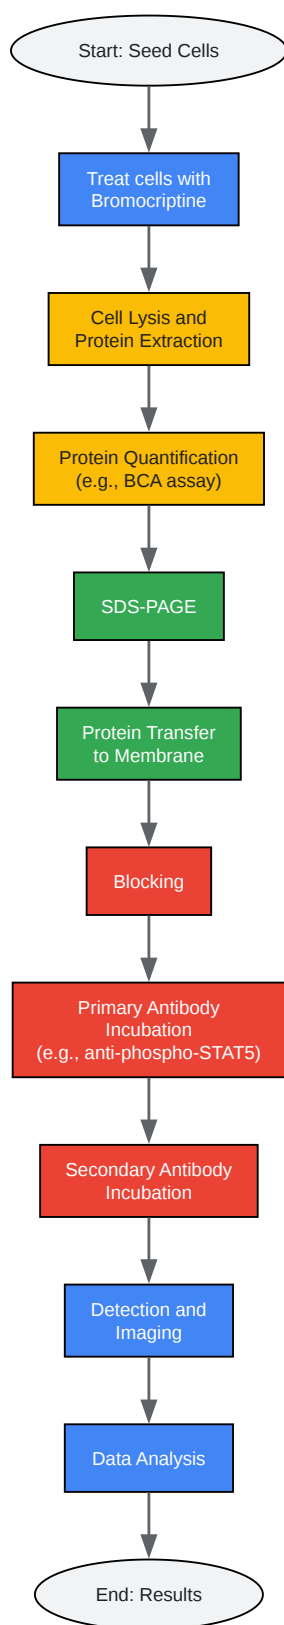 Start: Seed Cells
Treat cells with
Bromocriptine
Cell Lysis and
Protein Extraction
Protein Quantification
(e.g., BCA assay)
SDS-PAGE
Protein Transfer
to Membrane
Blocking
Primary Antibody
Incubation
(e.g., anti-phospho-STAT5)
Secondary Antibody
Incubation
Detection and
Imaging
Data Analysis
End: Results